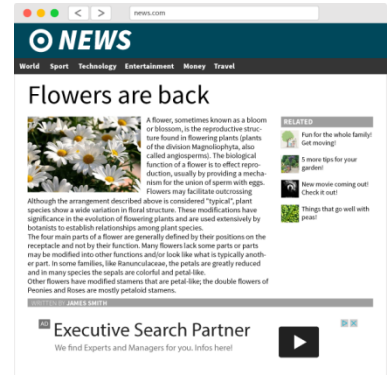 news.com
NEWS
World Sport Technology Entertainment Money Travel
Flowers are back
A flower, sometimes known as a bloom
or blossom, is the reproductive struc-
ture found in flowering plants (plants
of the division Magnoliophyta, also
called angiosperms). The biological
function of a flower is to effect repro-
duction, usually by providing a mecha-
nism for the union of sperm with eggs.
Flowers may facilitate outcrossing
Although the arrangement described above is considered "typical", plant
species show a wide variation in floral structure. These modifications have
significance in the evolution of flowering plants and are used extensively by
botanists to establish relationships among plant species.
The four main parts of a flower are generally defined by their positions on the
receptacle and not by their function. Many flowers lack some parts or parts
may be modified into other functions and/or look like what is typically anoth-
er part. In some families, like Ranunculaceae, the petals are greatly reduced
and in many species the sepals are colorful and petal-like.
Other flowers have modified stamens that are petal-like; the double flowers of
Peonies and Roses are mostly petaloid stamens.
WRITTEN BY JAMES SMITH
RELATED
Fun for the whole family!
Get moving!
5 more tips for your
garden!
New movie coming out!
Check it out!
Things that go well with
peas!
AD
Executive Search Partner
We find Experts and Managers for you. Infos here!